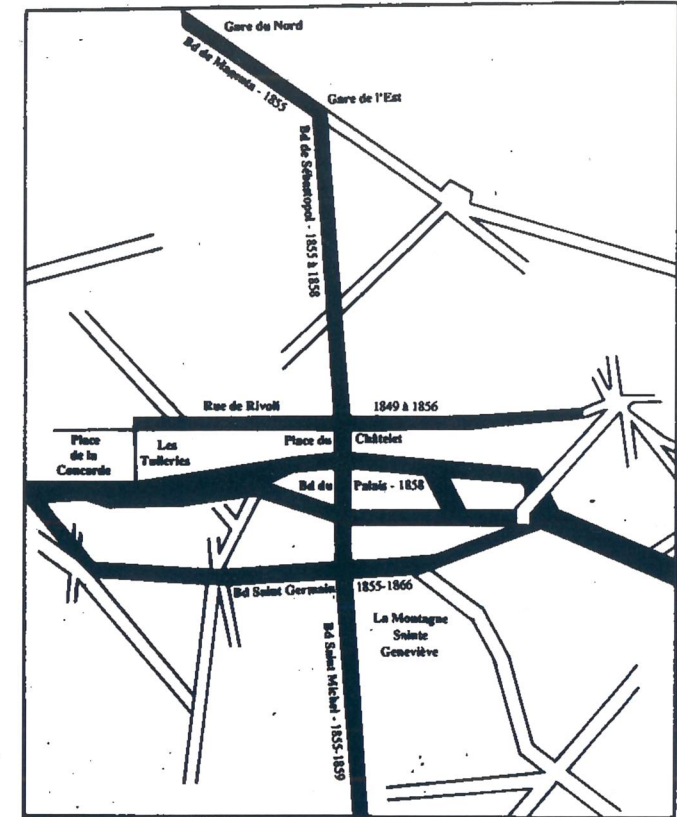 Gare du Nord
Bd de Magenta - 1855
Gare de l'Est
Bd de Sébastopol - 1855 à 1858
Rue de Rivoli
1849 à 1856
Place
de la
Concorde
Les
Tuileries
Place du
Châtelet
Bd du
Palais - 1858
Bd Saint Germain
1855-1866
La Montagne
Sainte
Geneviève
Bd Saint Michel - 1855-1859